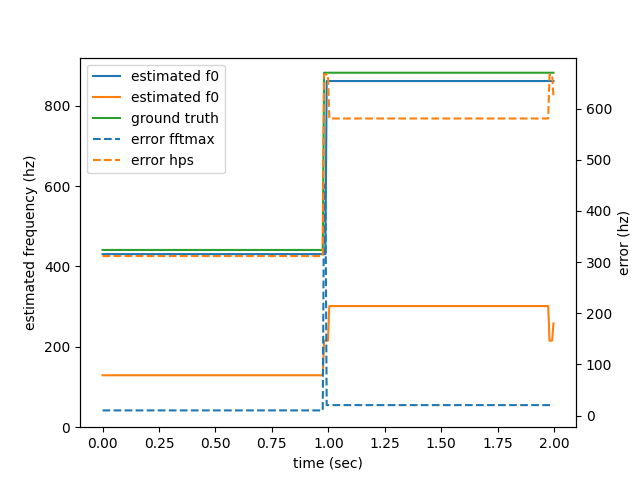 estimated f0
estimated f0
ground truth
error fftmax
error hps
800
600
400
200
0
estimated frequency (hz)
600
500
400
300
200
100
0
error (hz)
0.00 0.25 0.50 0.75 1.00 1.25 1.50 1.75 2.00
time (sec)